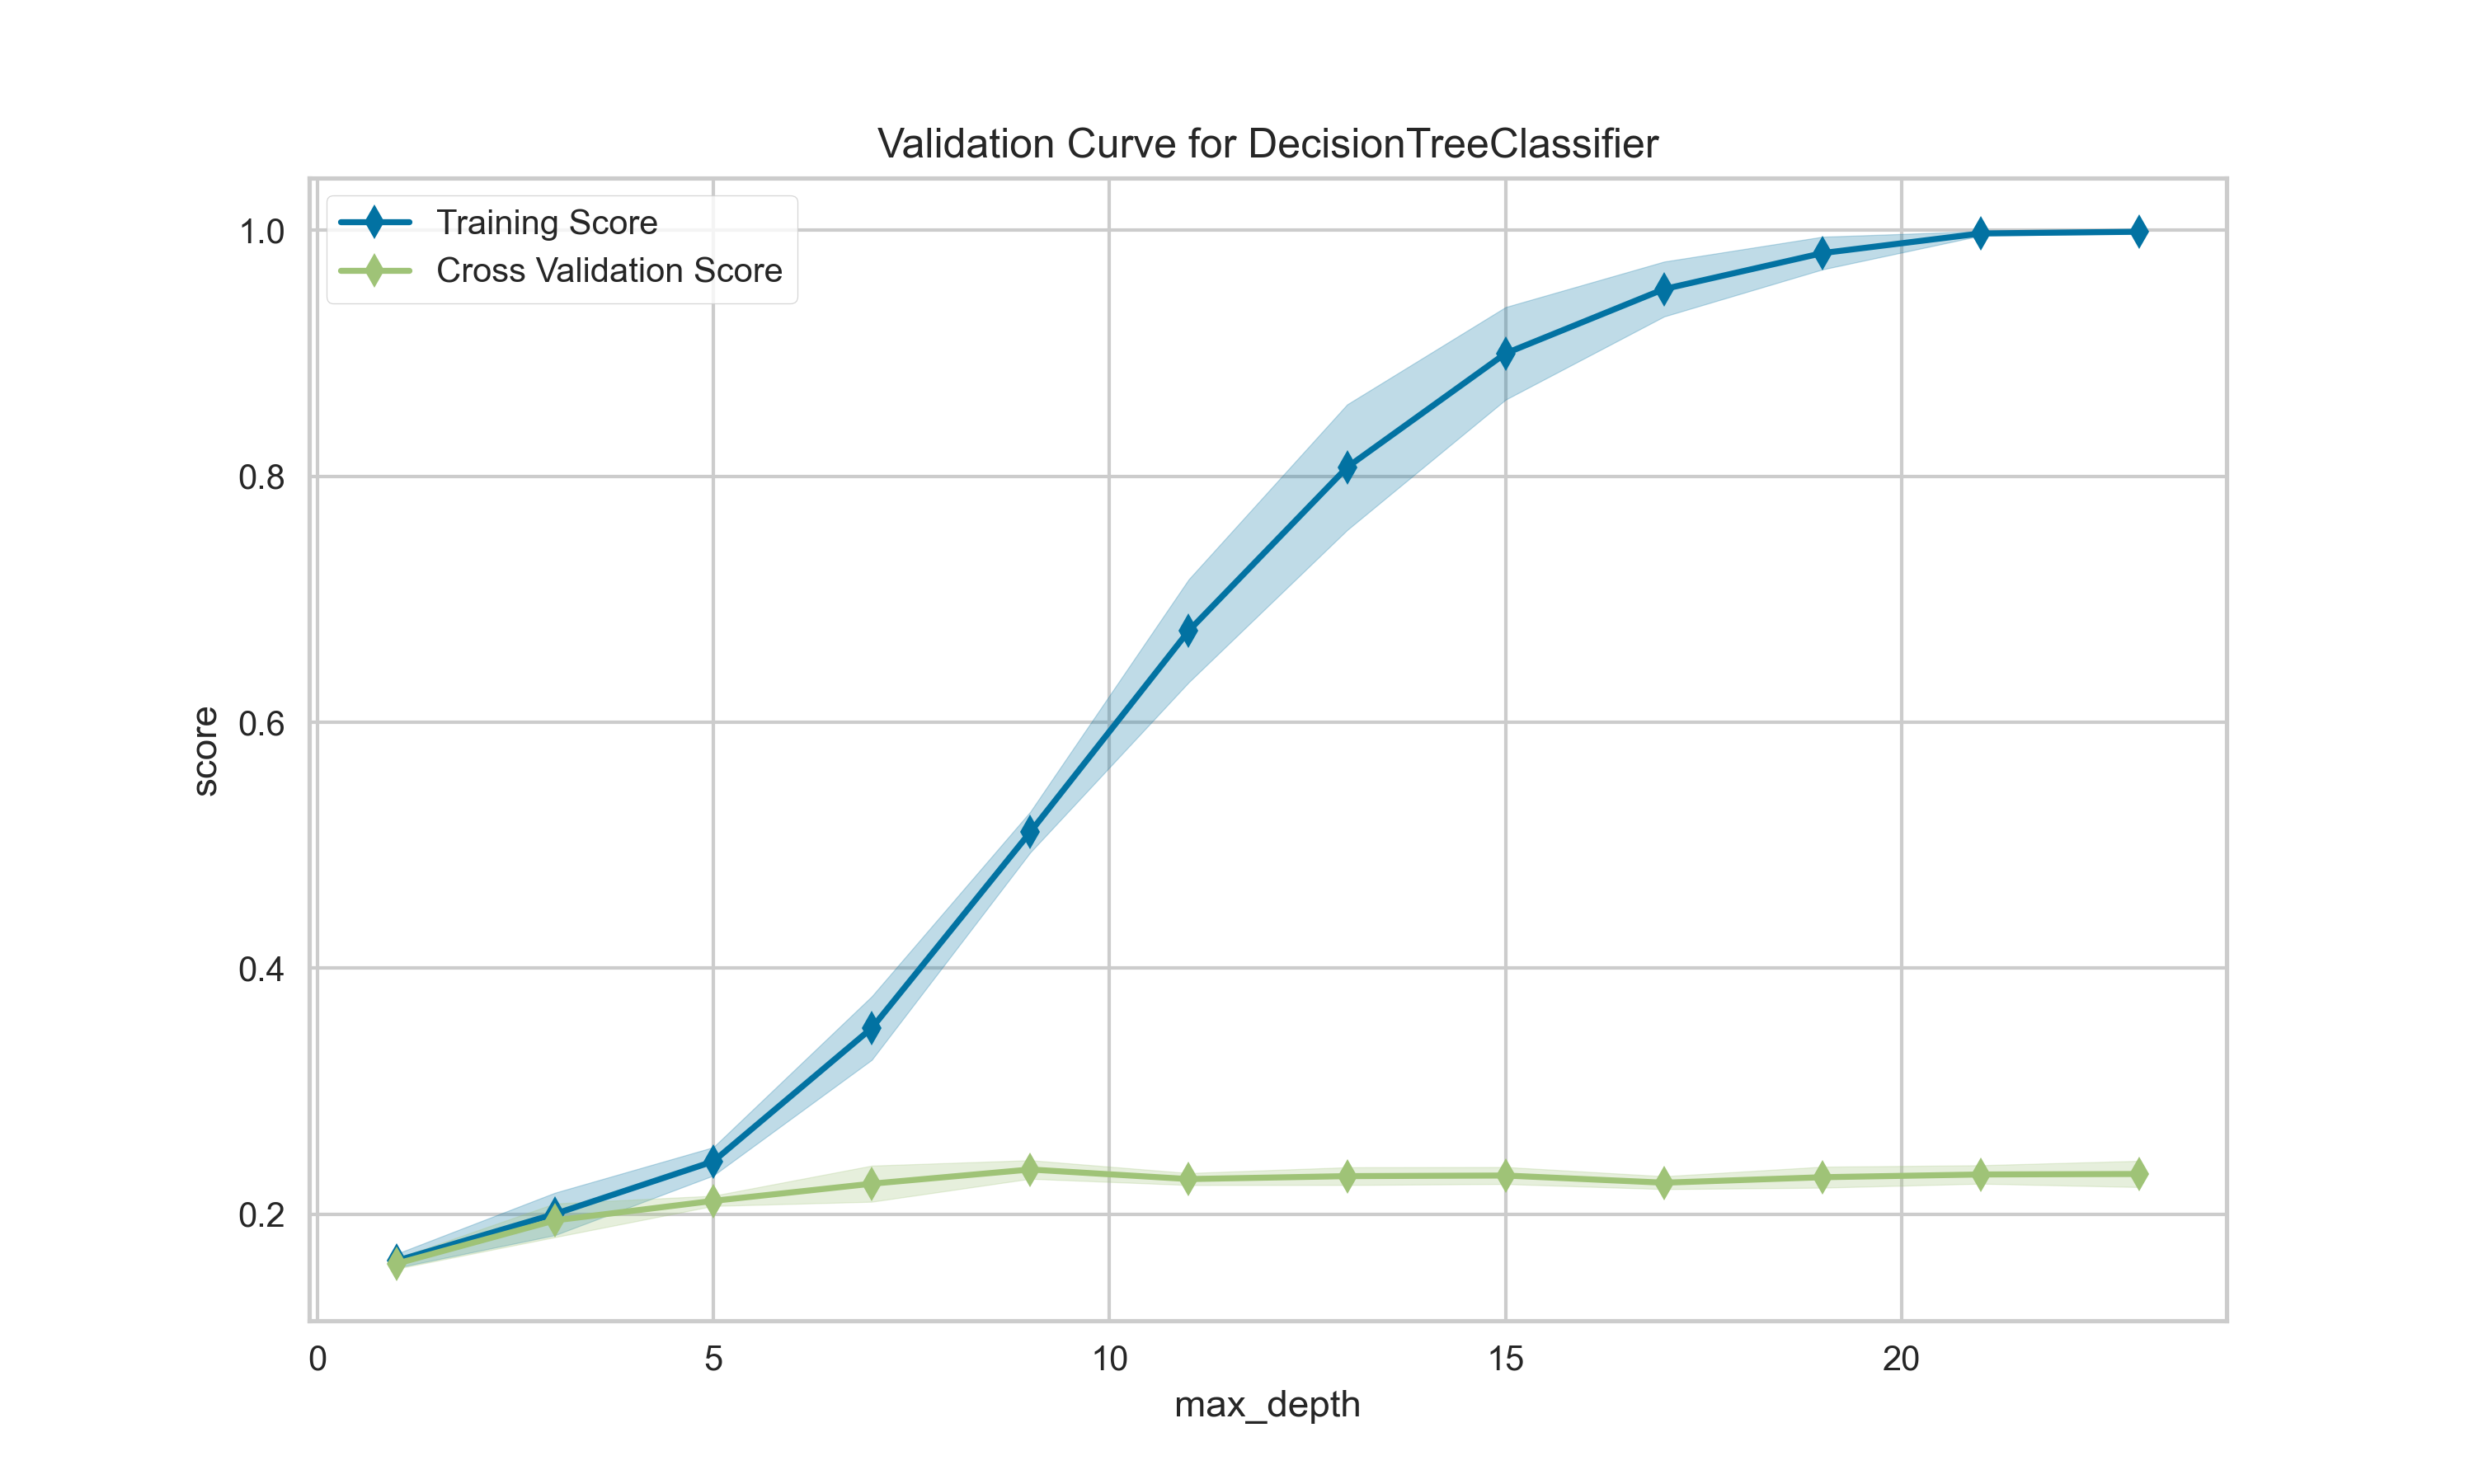 Validation Curve for DecisionTreeClassifier
Training Score
Cross Validation Score
1.0
0.8
0.6
0.4
0.2
score
0 5 10 15 20
max_depth